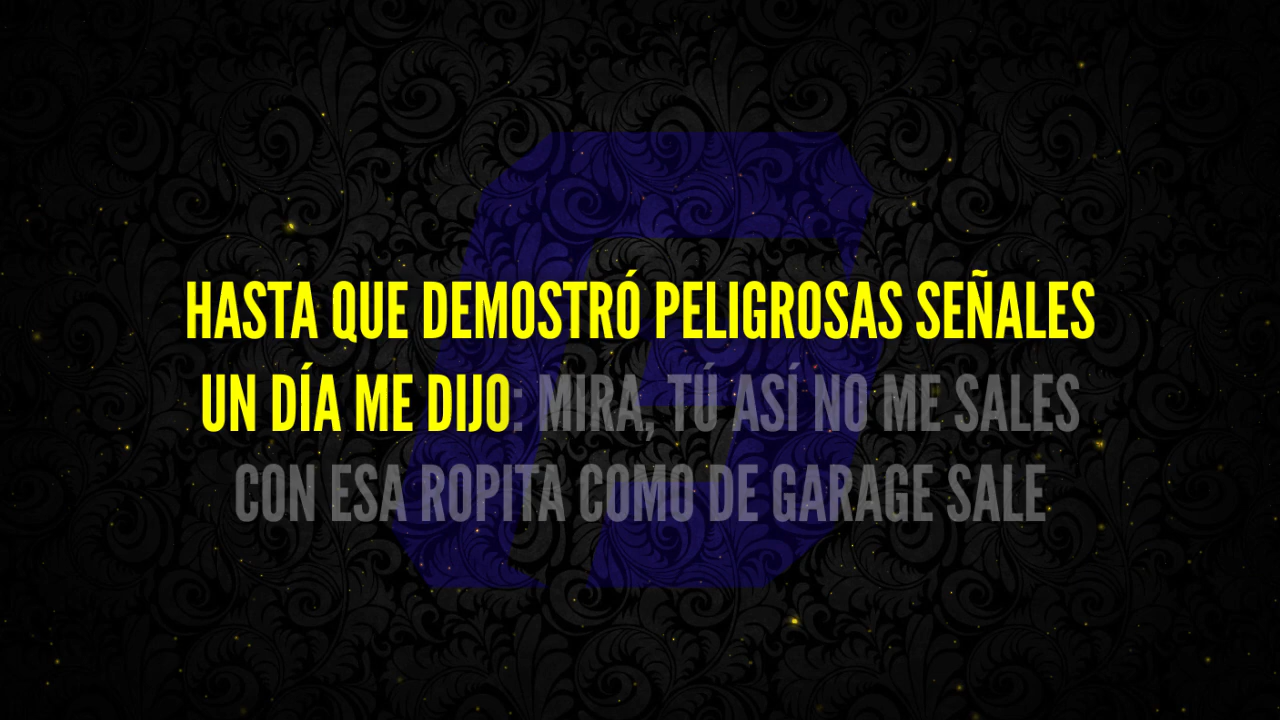 HASTA QUE DEMOSTRÓ PELIGROSAS SEÑALES
UN DÍA ME DIJO: MIRA, TÚ ASÍ NO ME SALES
CON ESA ROPITA COMO DE GARAGE SALE